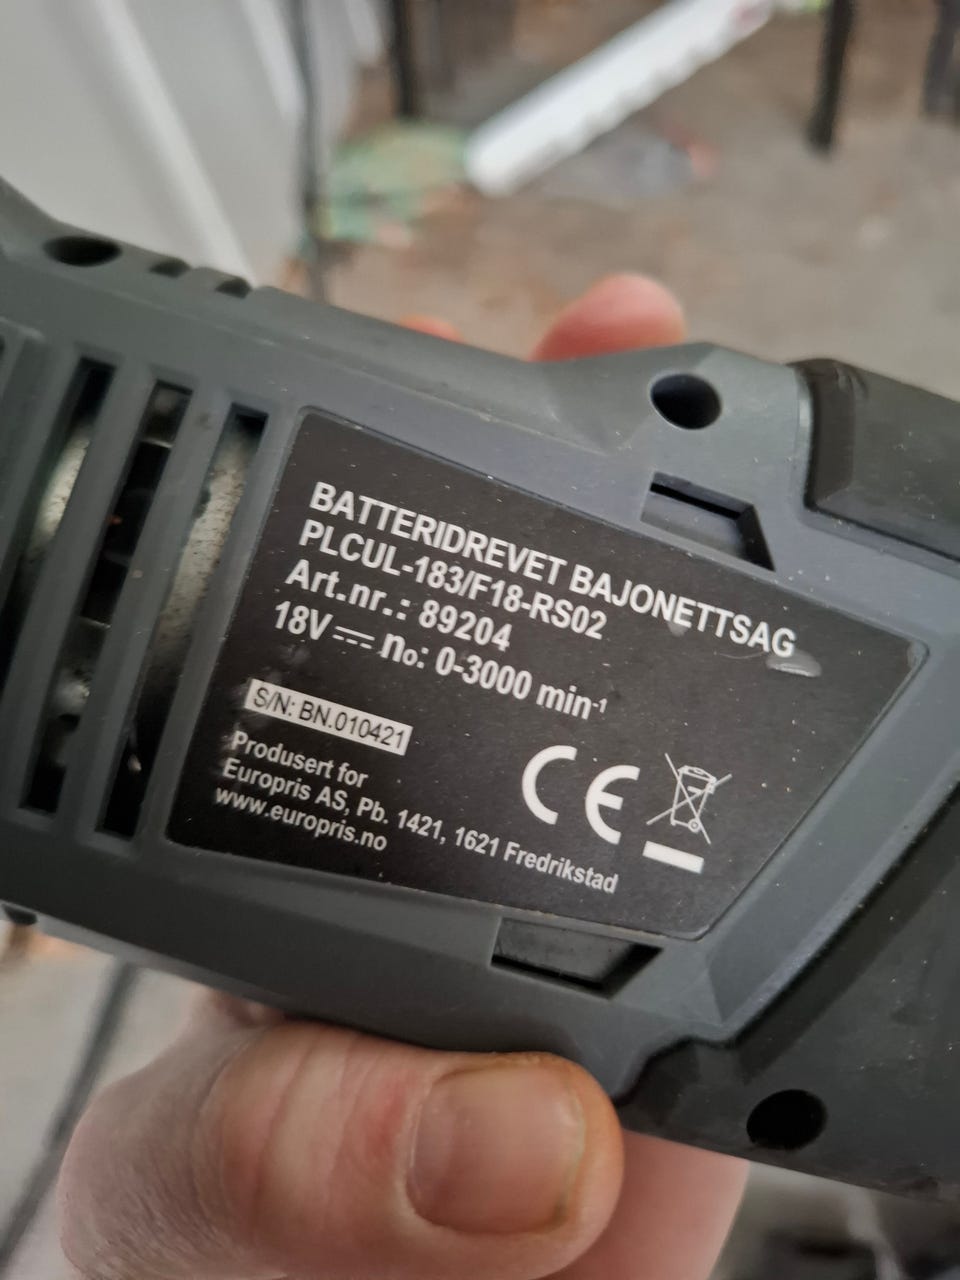 BATTERIDREVET BAJONETTSAG
PLCUL-183/F18-RS02
Art.nr.: 89204
18V⎓ no: 0-3000 min-1
S/N: BN.010421
Produsert for
Europris AS, Pb. 1421, 1621 Fredrikstad
www.europris.no
CE